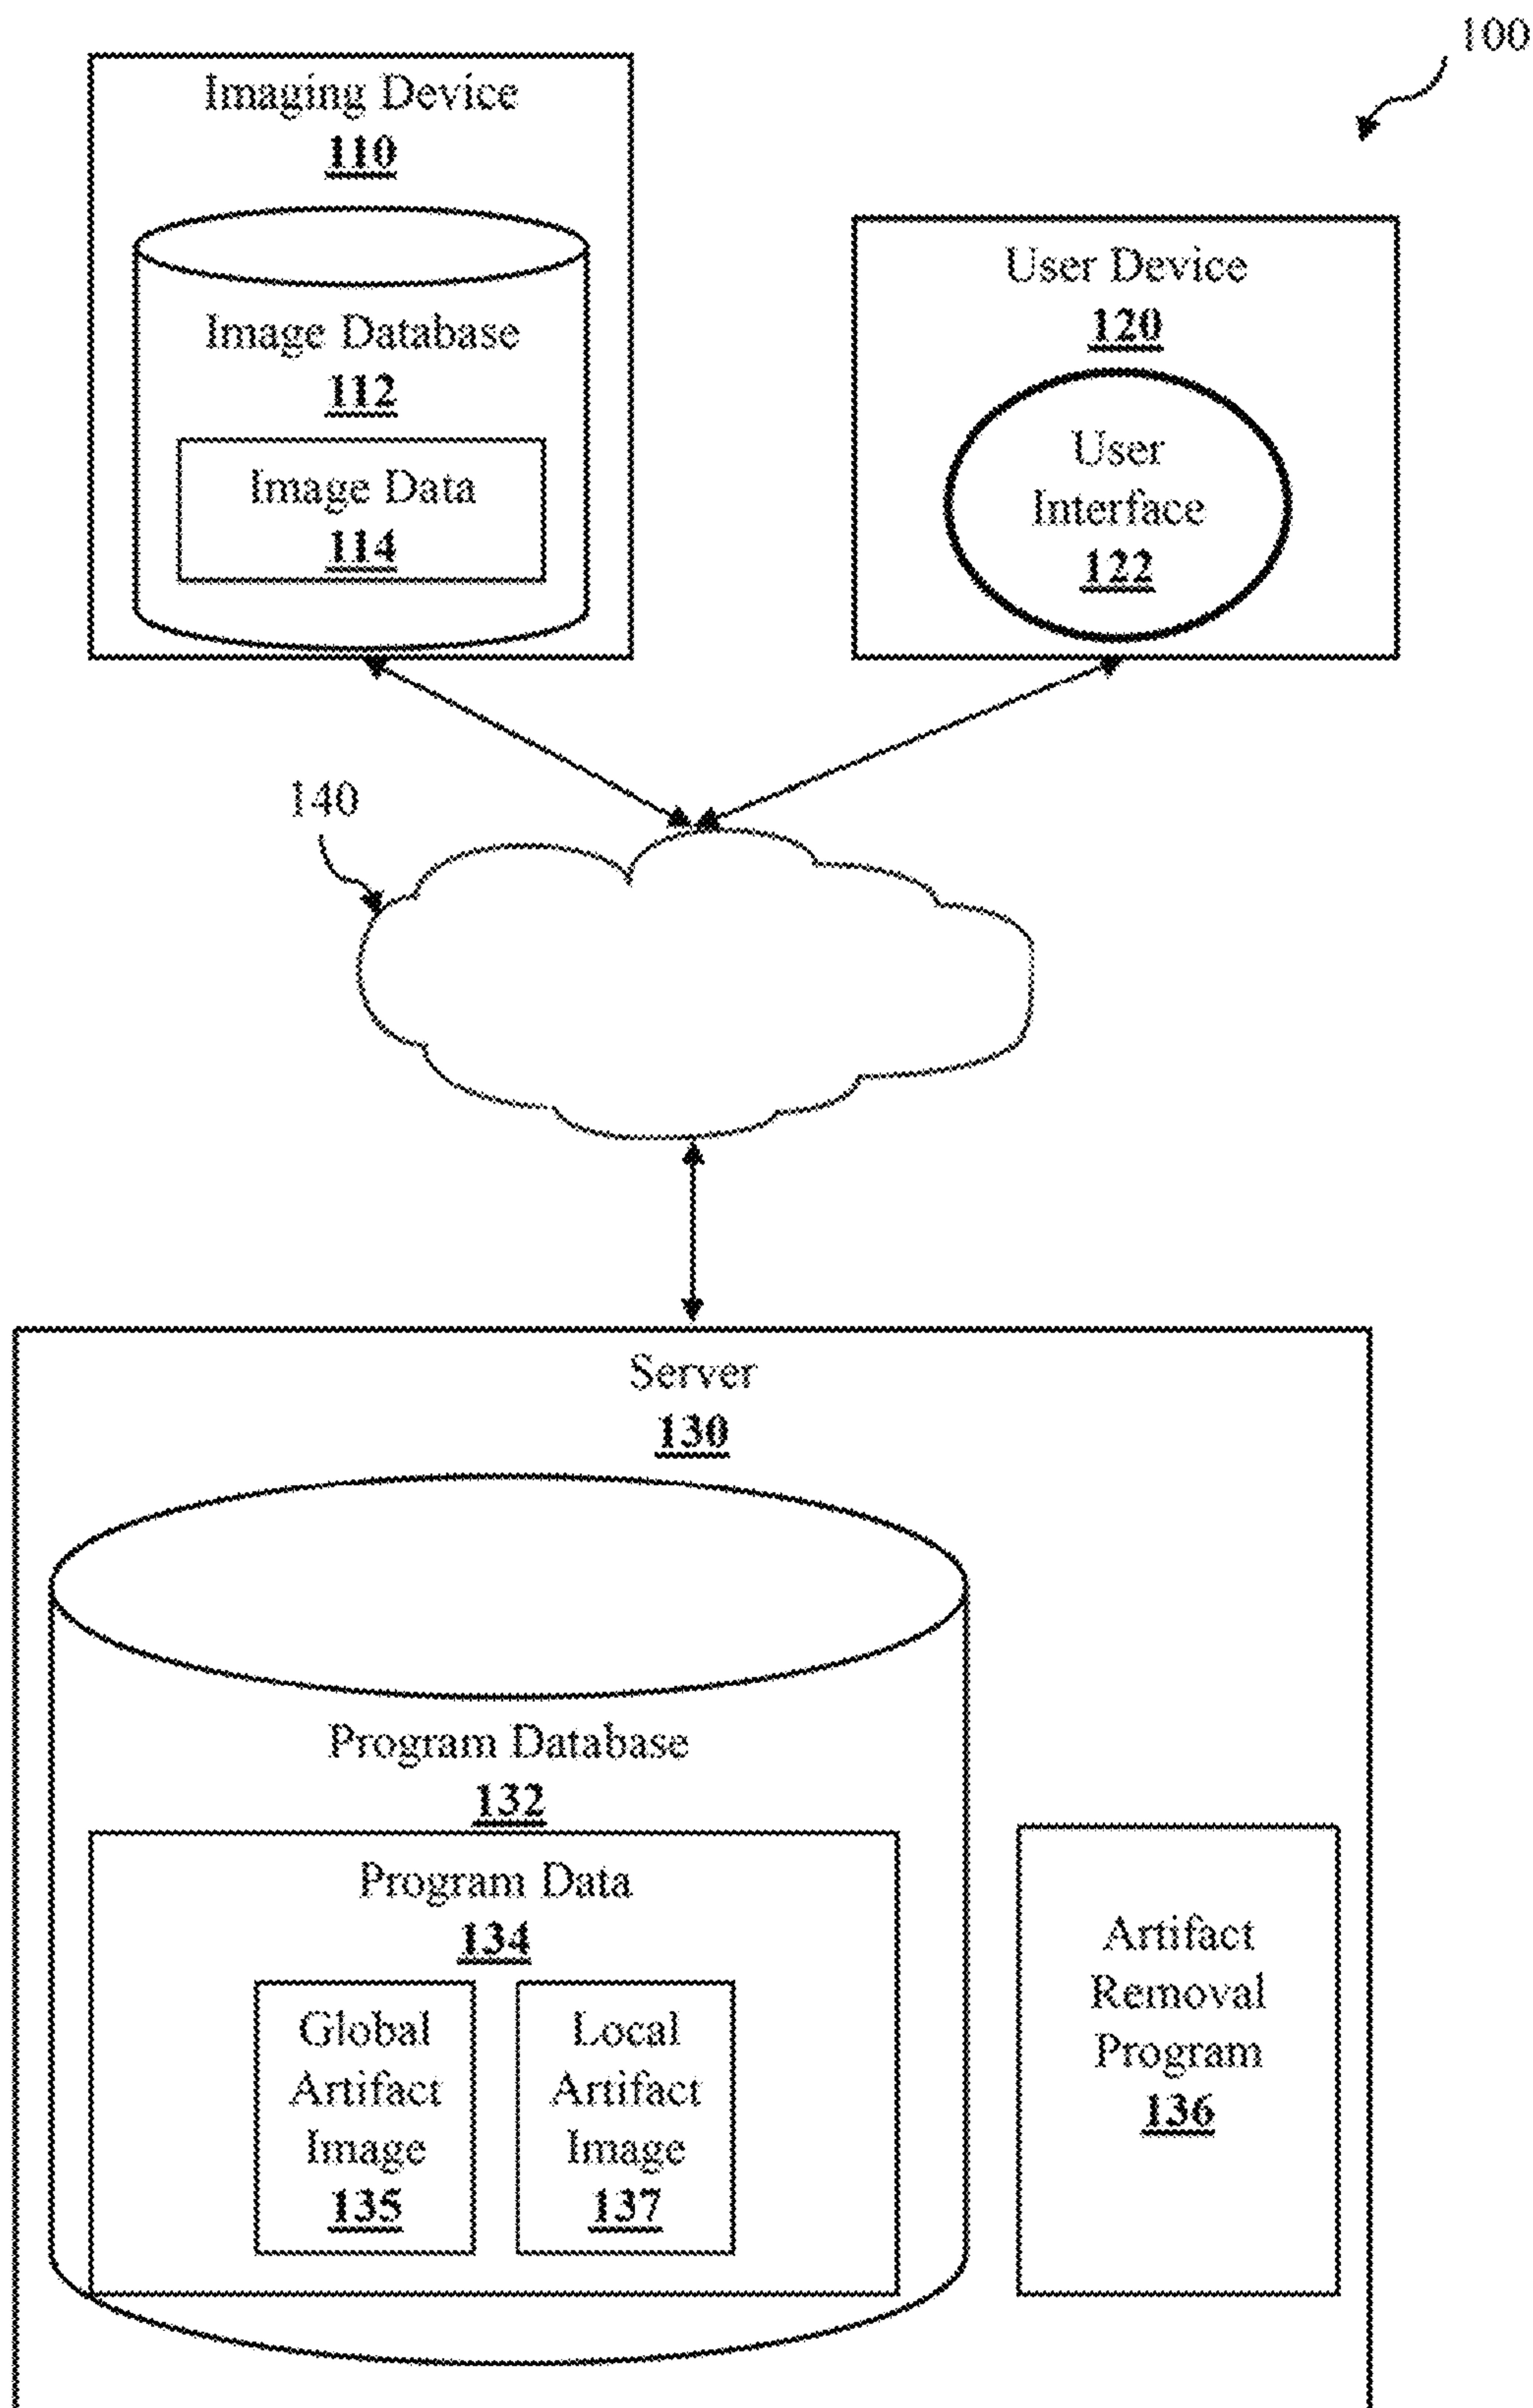 100
Imaging Device
110
Image Database
112
Image Data
114
User Device
120
User
Interface
122
140
Server
130
Program Database
132
Program Data
134
Global
Artifact
Image
135
Local
Artifact
Image
137
Artifact
Removal
Program
136